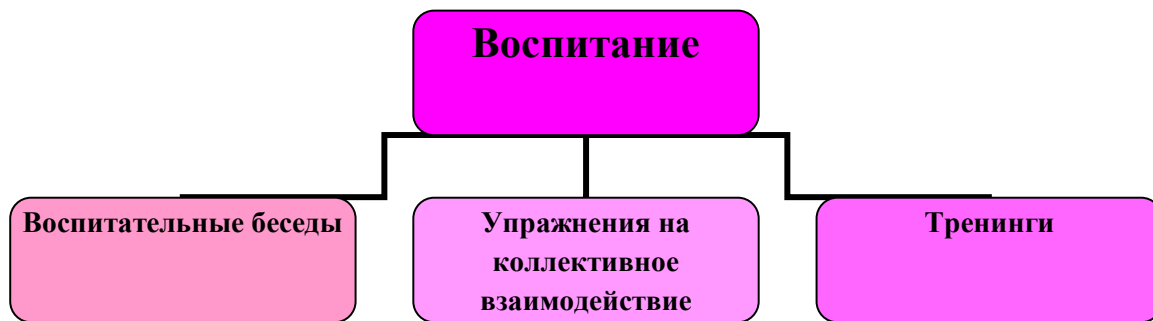 Воспитание
Воспитательные беседы
Упражнения на
коллективное
взаимодействие
Тренинги